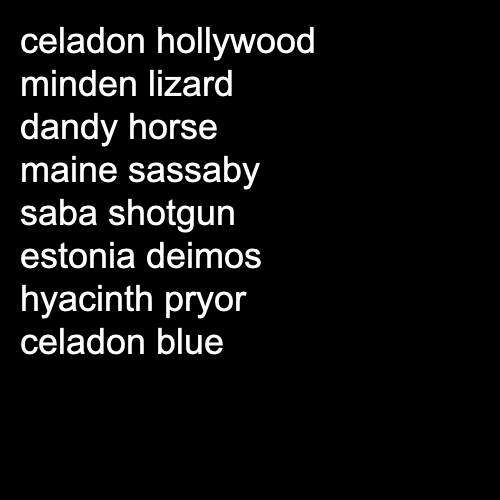 celadon hollywood
minden lizard
dandy horse
maine sassaby
saba shotgun
estonia deimos
hyacinth pryor
celadon blue